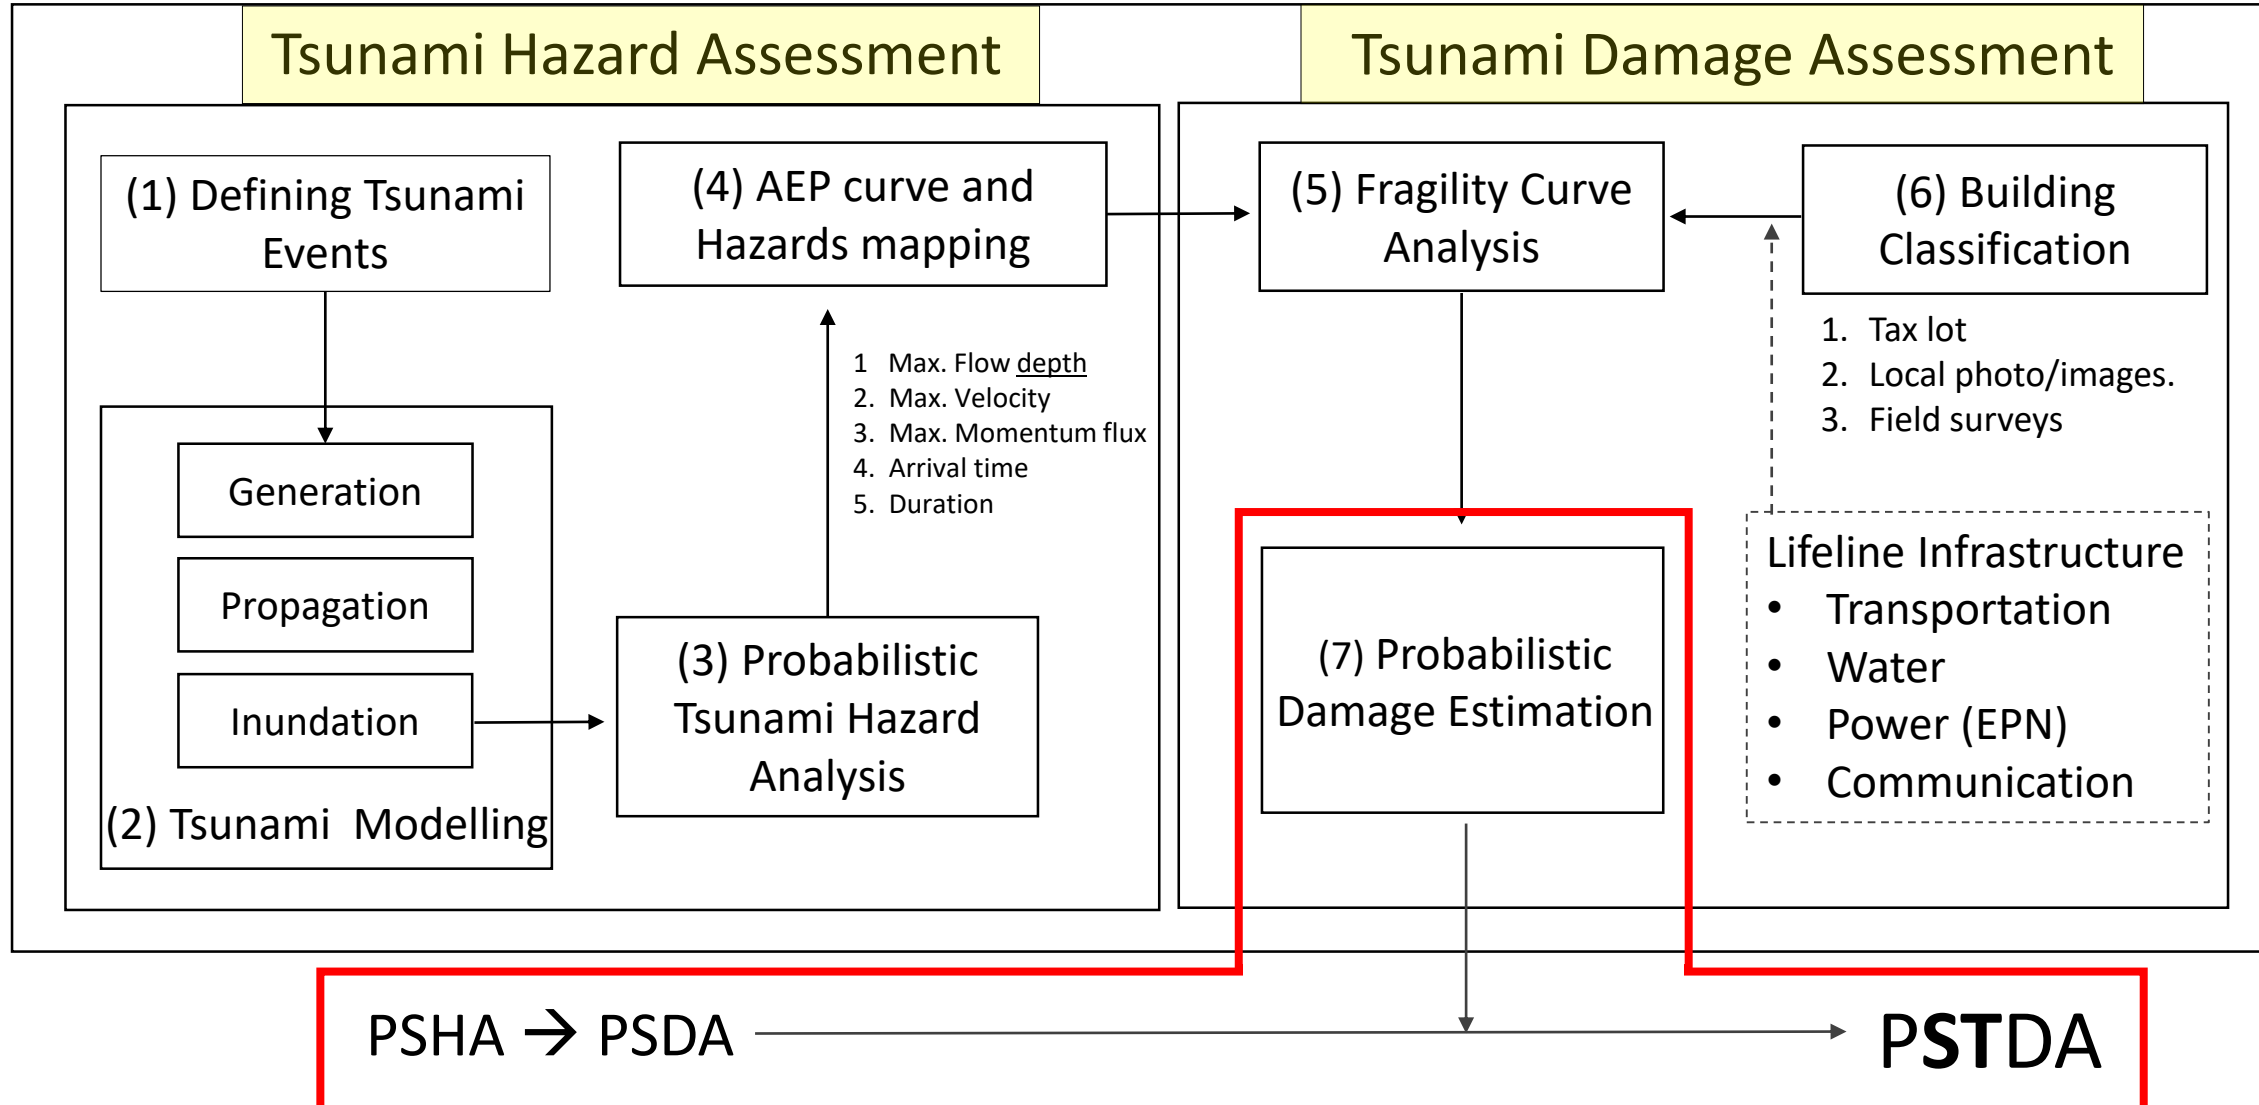 Tsunami Hazard Assessment
(1) Defining Tsunami
Events
Generation
Propagation
Inundation
(2) Tsunami  Modelling
(3) Probabilistic
Tsunami Hazard
Analysis
1   Max. Flow depth
2.  Max. Velocity
3.  Max. Momentum flux
4.  Arrival time
5.  Duration
(4) AEP curve and
Hazards mapping
Tsunami Damage Assessment
(5) Fragility Curve
Analysis
(6) Building
Classification
1.  Tax lot
2.  Local photo/images.
3.  Field surveys
Lifeline Infrastructure
•   Transportation
•   Water
•   Power (EPN)
•   Communication
(7) Probabilistic
Damage Estimation
PSHA → PSDA
PSTDA